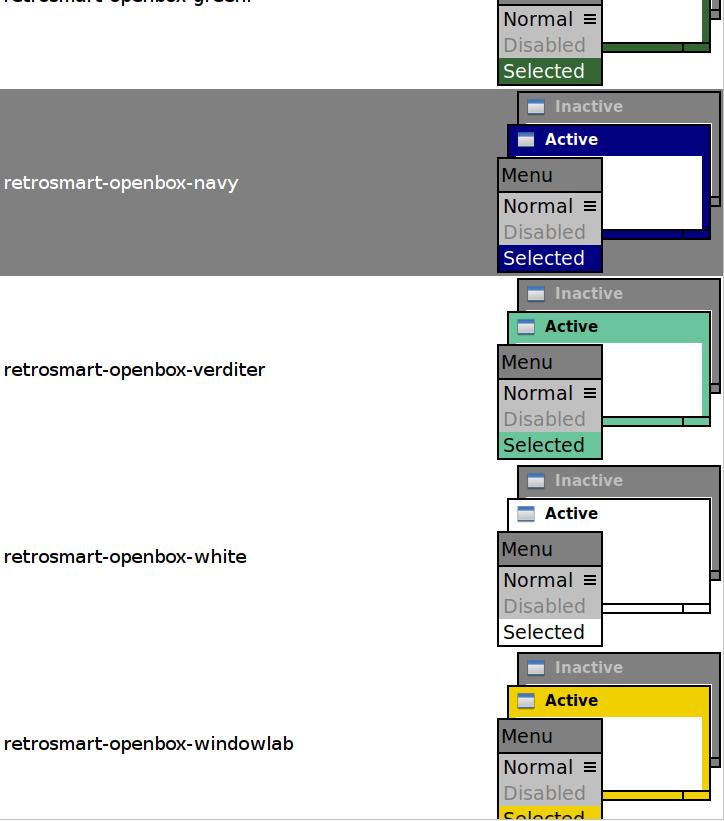 retrosmart-openbox-green.
Normal
Disabled
Selected
Inactive
Active
Menu
retrosmart-openbox-navy
Normal
Disabled
Selected
Inactive
Active
Menu
retrosmart-openbox-verditer
Normal
Disabled
Selected
Inactive
Active
Menu
retrosmart-openbox-white
Normal
Disabled
Selected
Inactive
Active
Menu
retrosmart-openbox-windowlab
Normal
Disabled
Selected